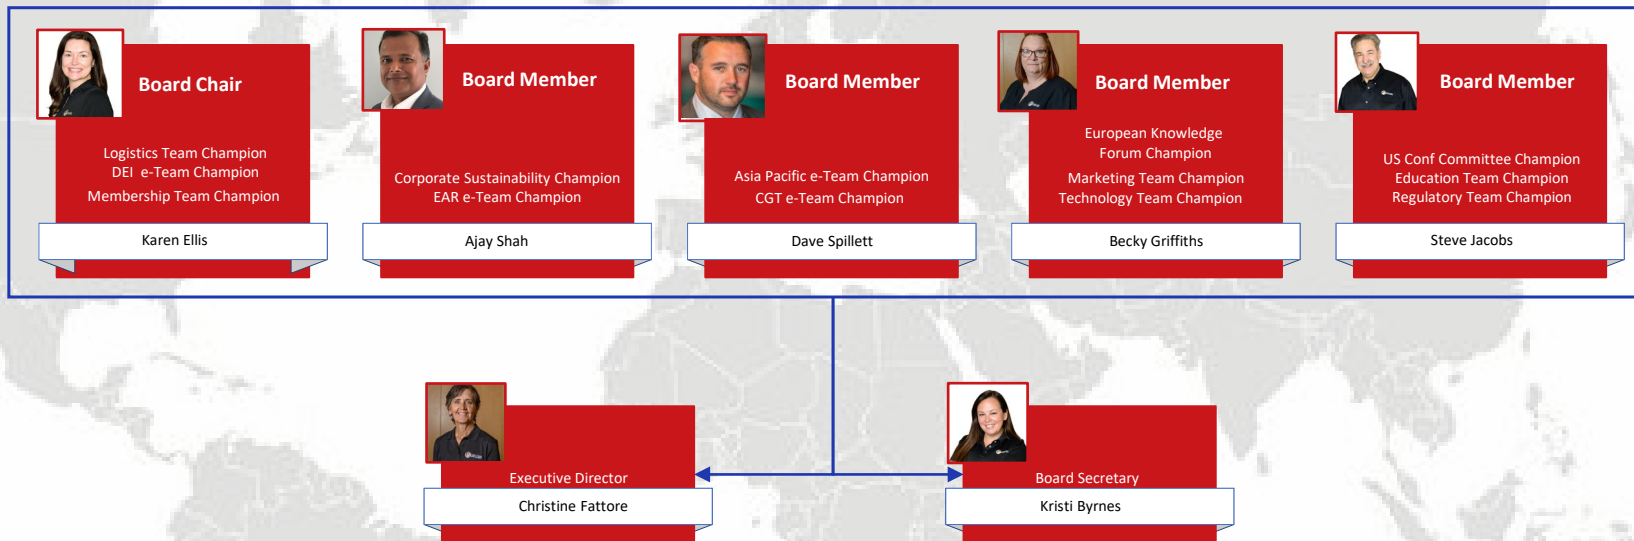 Board Chair
Logistics Team Champion
DEI e-Team Champion
Membership Team Champion
Karen Ellis
Board Member
Corporate Sustainability Champion
EAR e-Team Champion
Ajay Shah
Board Member
Asia Pacific e-Team Champion
CGT e-Team Champion
Dave Spillett
Board Member
European Knowledge
Forum Champion
Marketing Team Champion
Technology Team Champion
Becky Griffiths
Board Member
US Conf Committee Champion
Education Team Champion
Regulatory Team Champion
Steve Jacobs
Executive Director
Christine Fattore
Board Secretary
Kristi Byrnes